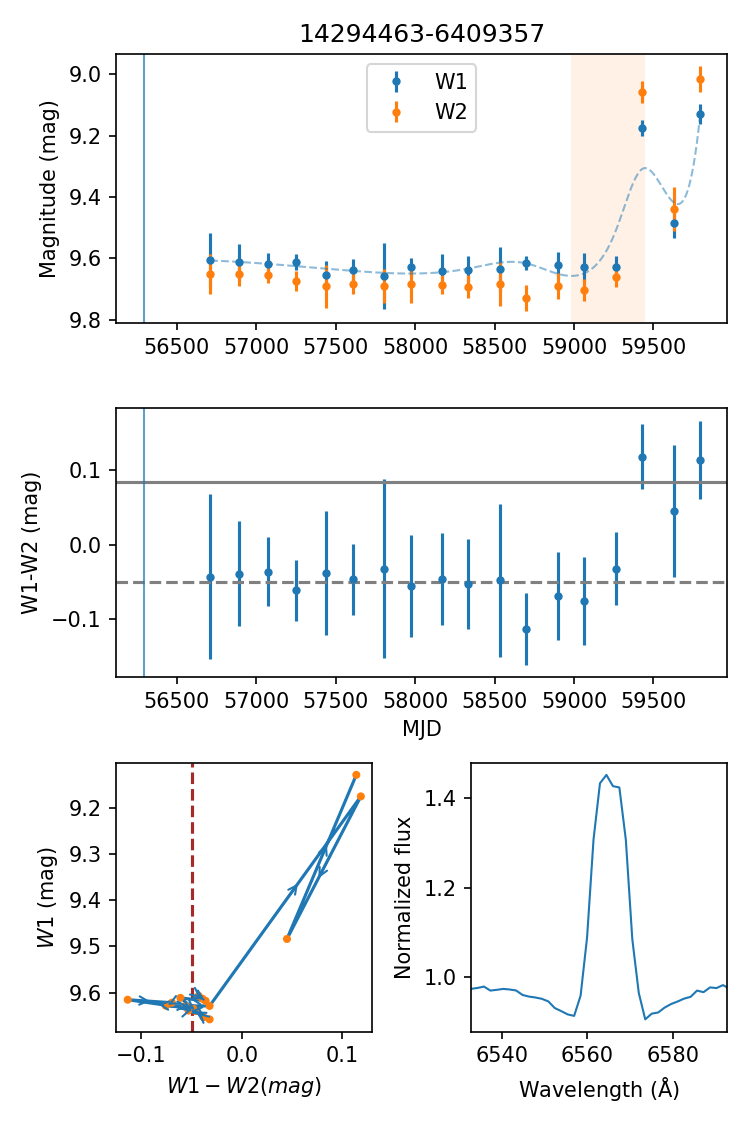 14294463-6409357
Magnitude (mag)
9.0
9.2
9.4
9.6
9.8
W1
W2
56500 57000 57500 58000 58500 59000 59500
W1-W2 (mag)
0.1
0.0
−0.1
56500 57000 57500 58000 58500 59000 59500
MJD
W1 (mag)
9.2
9.3
9.4
9.5
9.6
−0.1 0.0 0.1
W1 − W2(mag)
Normalized flux
1.4
1.2
1.0
6540 6560 6580
Wavelength (Å)